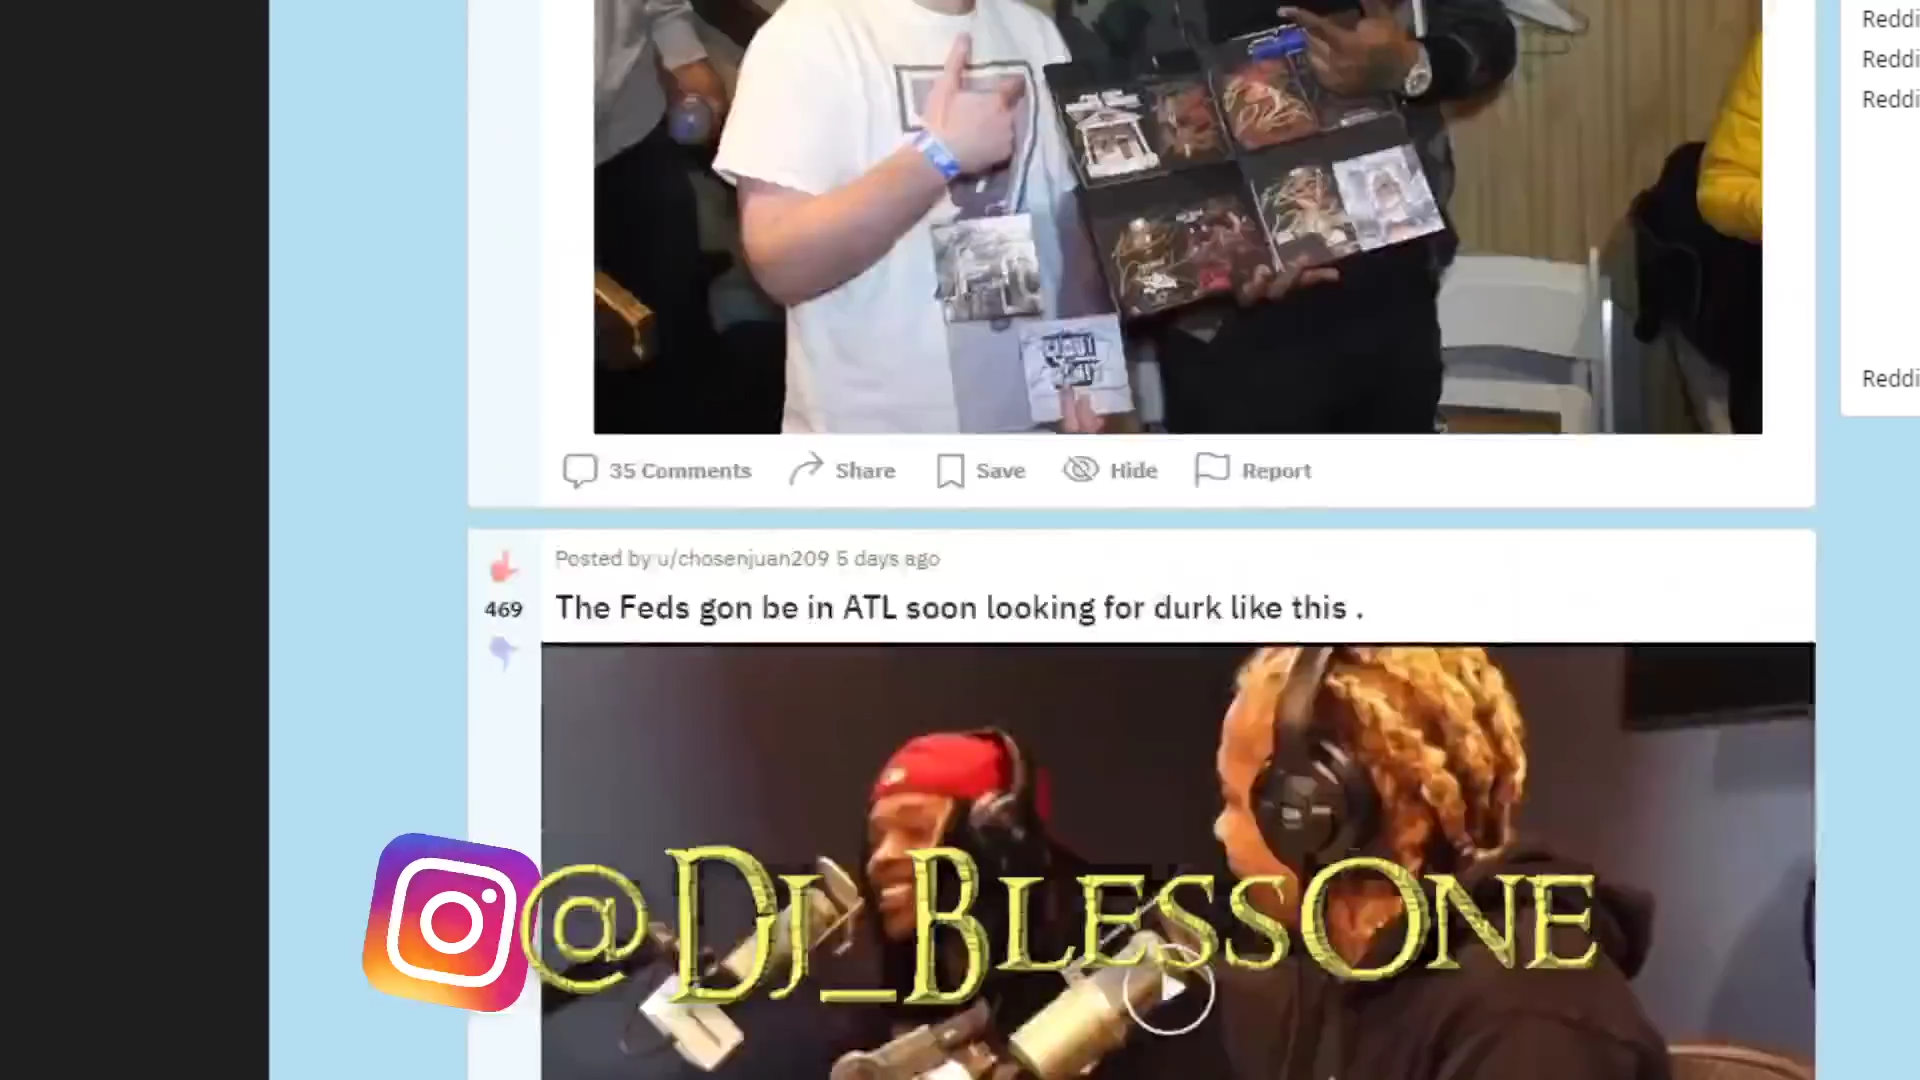 Reddi
Reddi
Reddi
Reddi
35 Comments
Share
Save
Hide
Report
Posted by u/chosenjuan209 5 days ago
469
The Feds gon be in ATL soon looking for durk like this .
@Dj_BlessOne